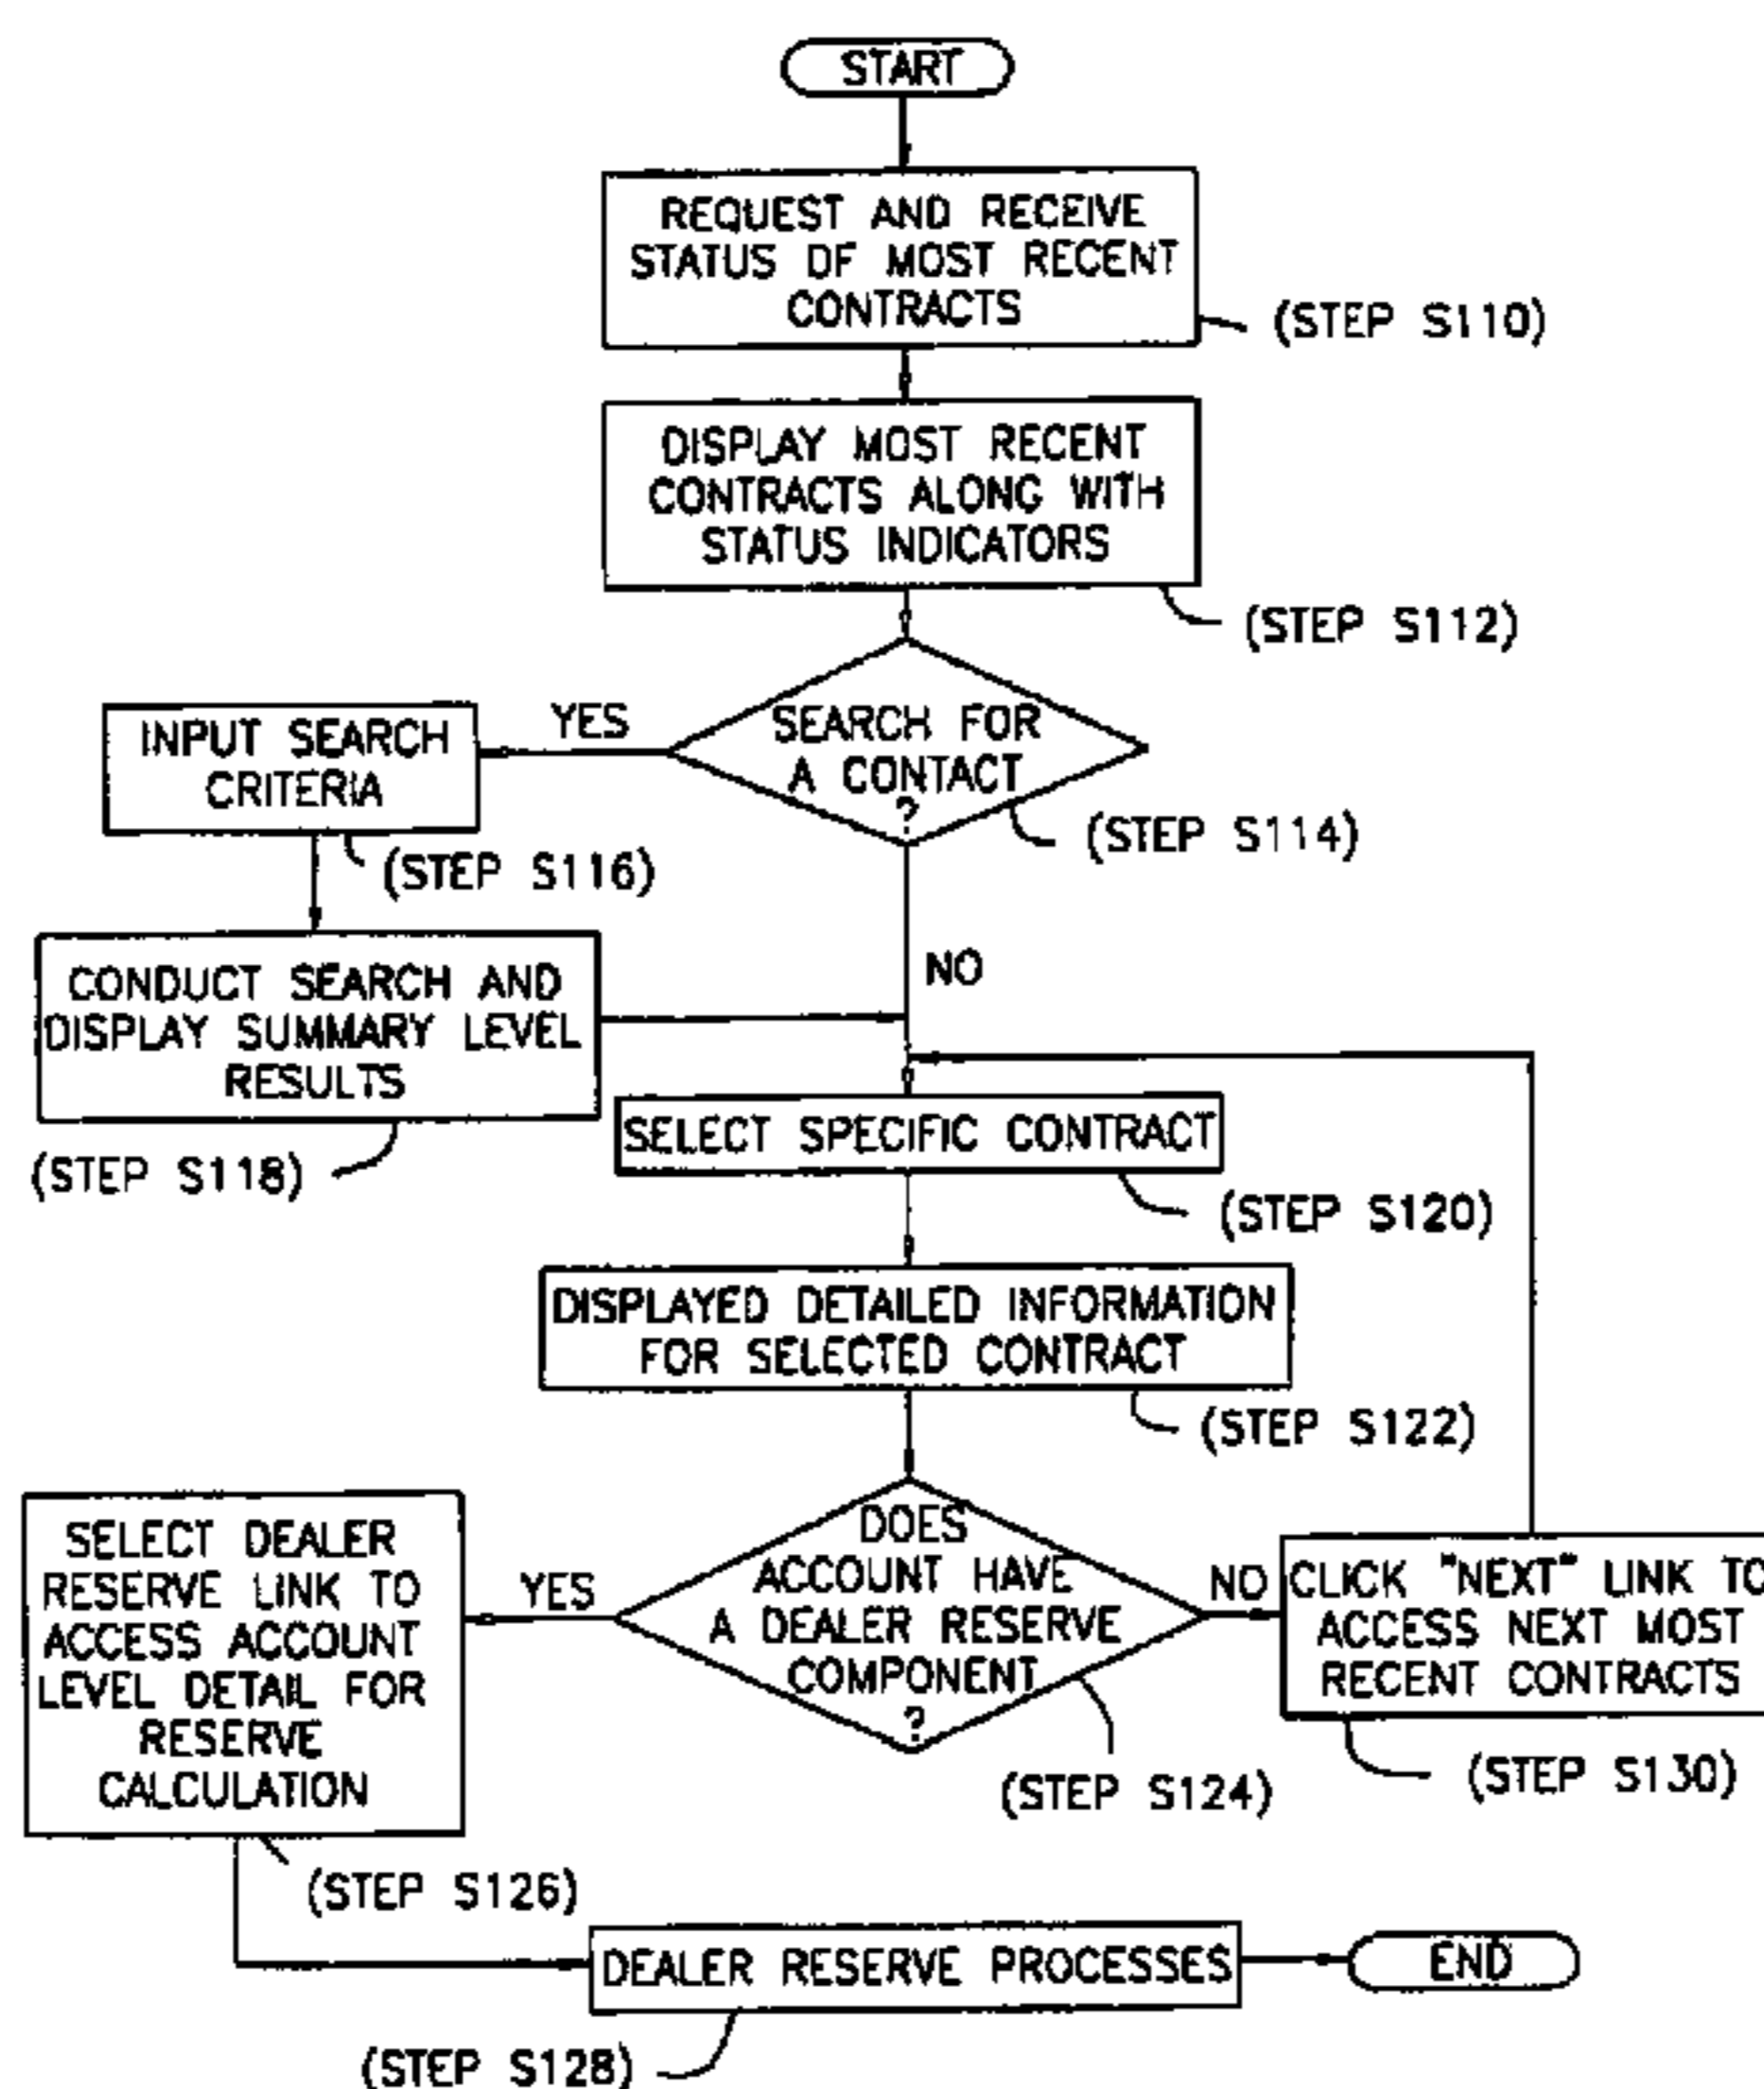 START
REQUEST AND RECEIVE
STATUS OF MOST RECENT
CONTRACTS
(STEP S110)
DISPLAY MOST RECENT
CONTRACTS ALONG WITH
STATUS INDICATORS
(STEP S112)
SEARCH FOR
A CONTACT
?
(STEP S114)
YES
INPUT SEARCH
CRITERIA
(STEP S116)
CONDUCT SEARCH AND
DISPLAY SUMMARY LEVEL
RESULTS
(STEP S118)
NO
SELECT SPECIFIC CONTRACT
(STEP S120)
DISPLAYED DETAILED INFORMATION
FOR SELECTED CONTRACT
(STEP S122)
DOES
ACCOUNT HAVE
A DEALER RESERVE
COMPONENT
?
(STEP S124)
YES
SELECT DEALER
RESERVE LINK TO
ACCESS ACCOUNT
LEVEL DETAIL FOR
RESERVE
CALCULATION
(STEP S126)
NO
CLICK "NEXT" LINK TO
ACCESS NEXT MOST
RECENT CONTRACTS
(STEP S130)
DEALER RESERVE PROCESSES
(STEP S128)
END